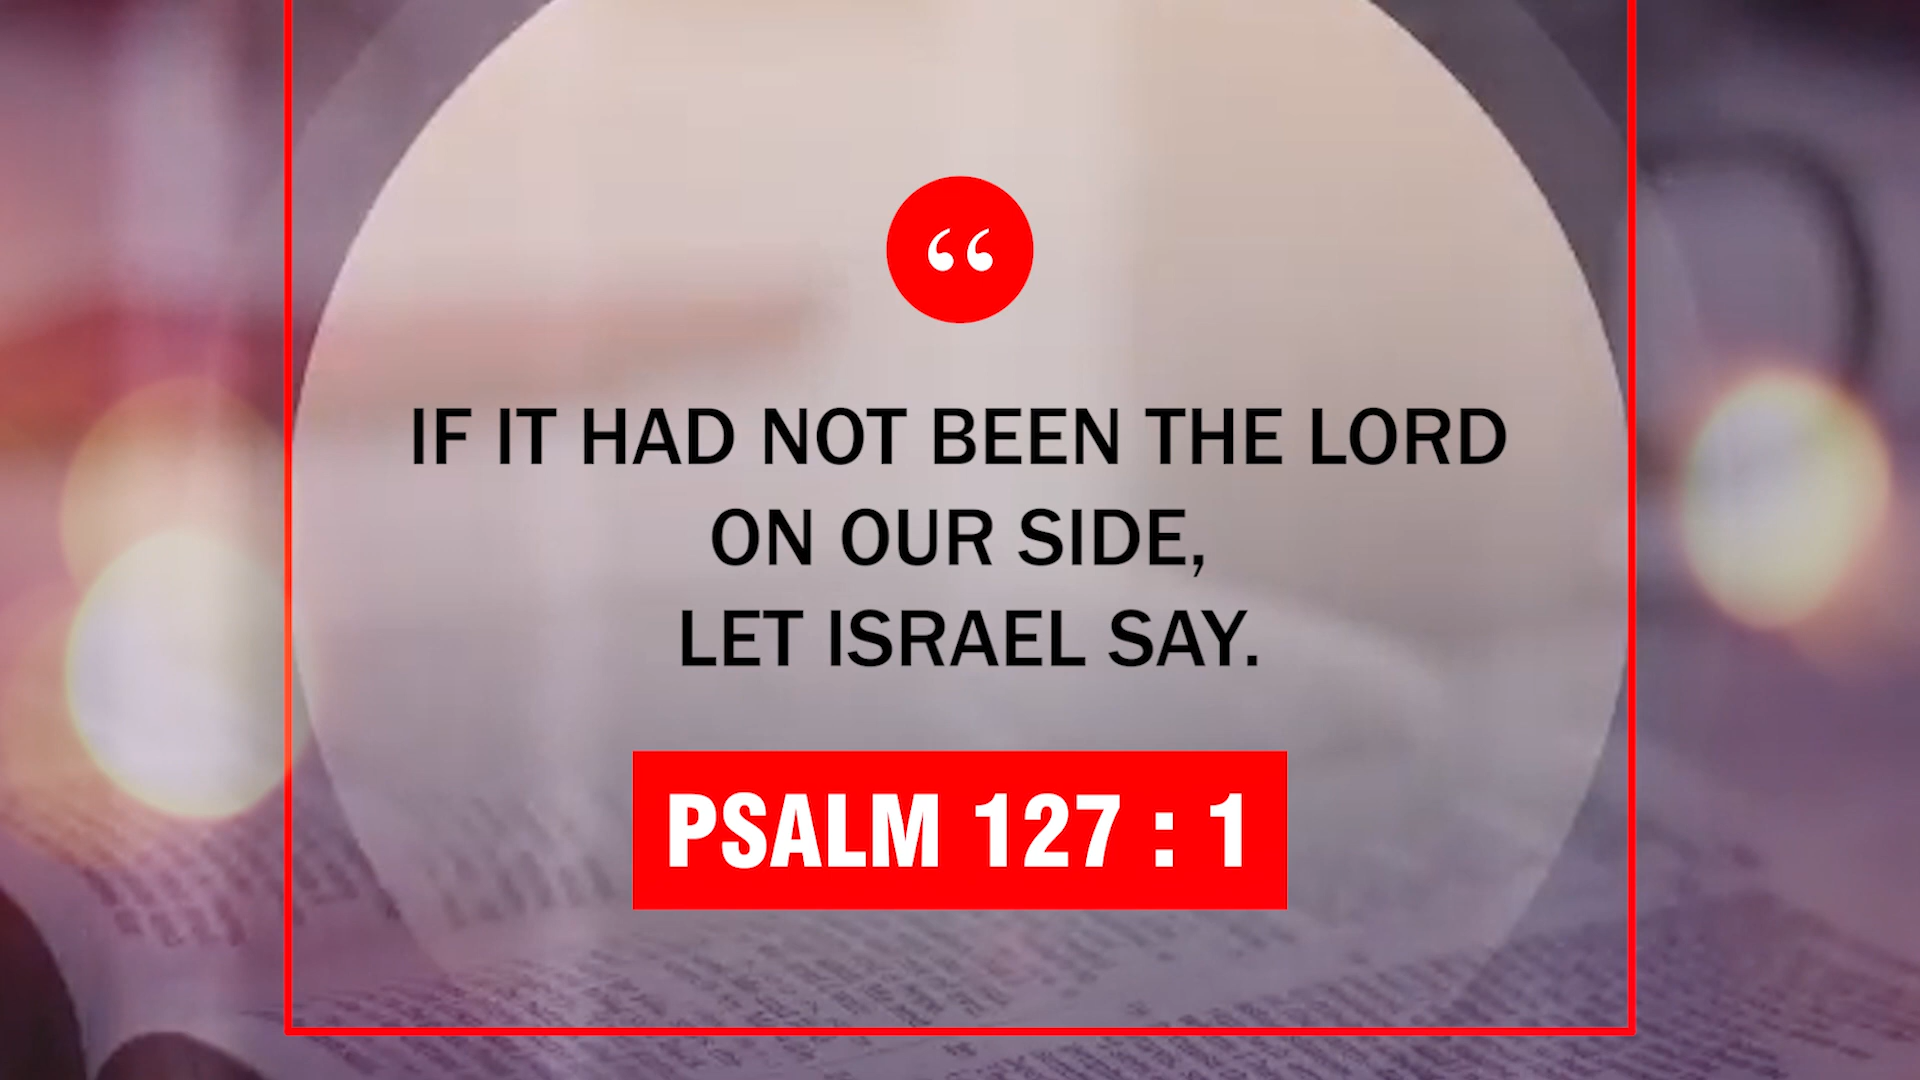 “
IF IT HAD NOT BEEN THE LORD
ON OUR SIDE,
LET ISRAEL SAY.
PSALM 127 : 1